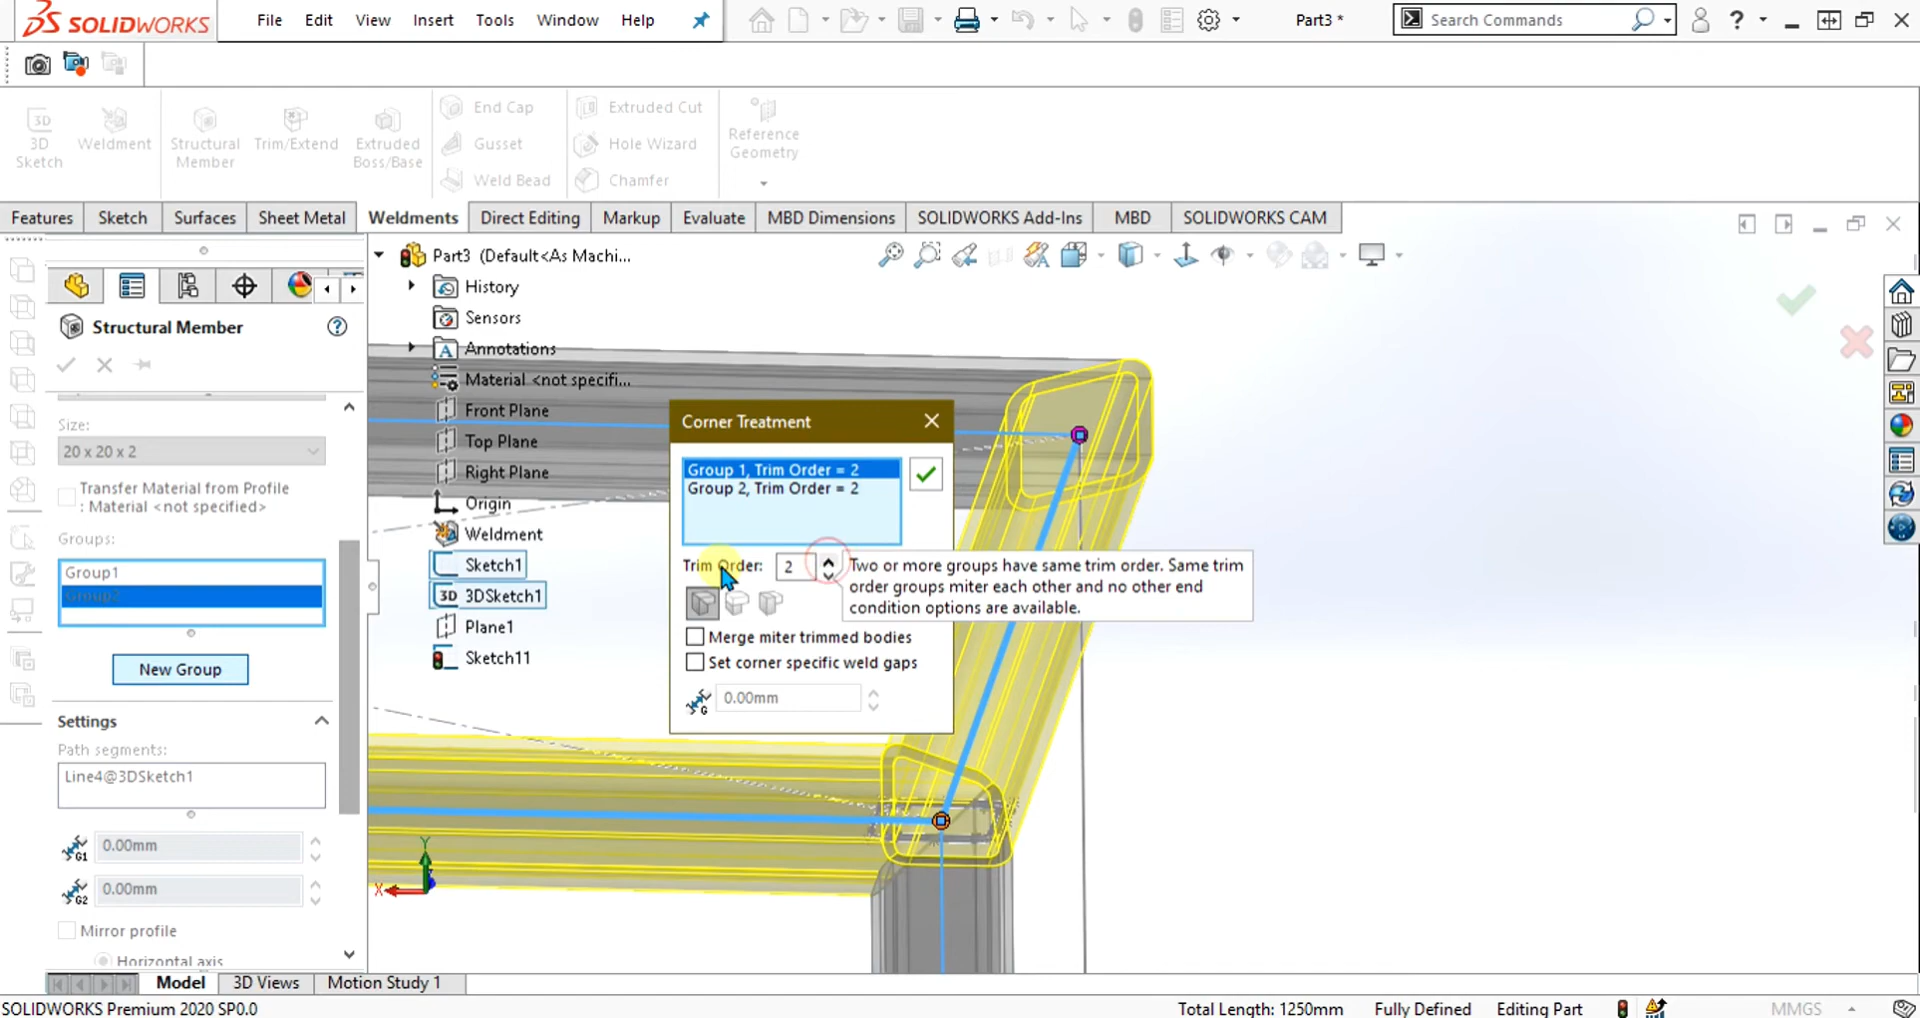 SOLIDWORKS
File Edit View Insert Tools Window Help
Part3 *
Search Commands
?
3D Sketch
Weldment
Structural Member
Trim/Extend
Extruded Boss/Base
End Cap
Gusset
Weld Bead
Extruded Cut
Hole Wizard
Chamfer
Reference Geometry
Features Sketch Surfaces Sheet Metal Weldments Direct Editing Markup Evaluate MBD Dimensions SOLIDWORKS Add-Ins MBD SOLIDWORKS CAM
Part3 (Default<As Machi...
History
Sensors
Annotations
Material <not specifi...
Front Plane
Top Plane
Right Plane
Origin
Weldment
Sketch1
3D 3DSketch1
Plane1
Sketch11
Structural Member
?
Size:
20 x 20 x 2
Transfer Material from Profile
: Material <not specified>
Groups:
Group1
Group2
New Group
Settings
Path segments:
Line4@3DSketch1
G1 0.00mm
G2 0.00mm
Mirror profile
Horizontal axis
Corner Treatment
Group 1, Trim Order = 2
Group 2, Trim Order = 2
Trim Order: 2
Two or more groups have same trim order. Same trim
order groups miter each other and no other end
condition options are available.
Merge miter trimmed bodies
Set corner specific weld gaps
G 0.00mm
Y
X
Model 3D Views Motion Study 1
SOLIDWORKS Premium 2020 SP0.0
Total Length: 1250mm Fully Defined Editing Part MMGS